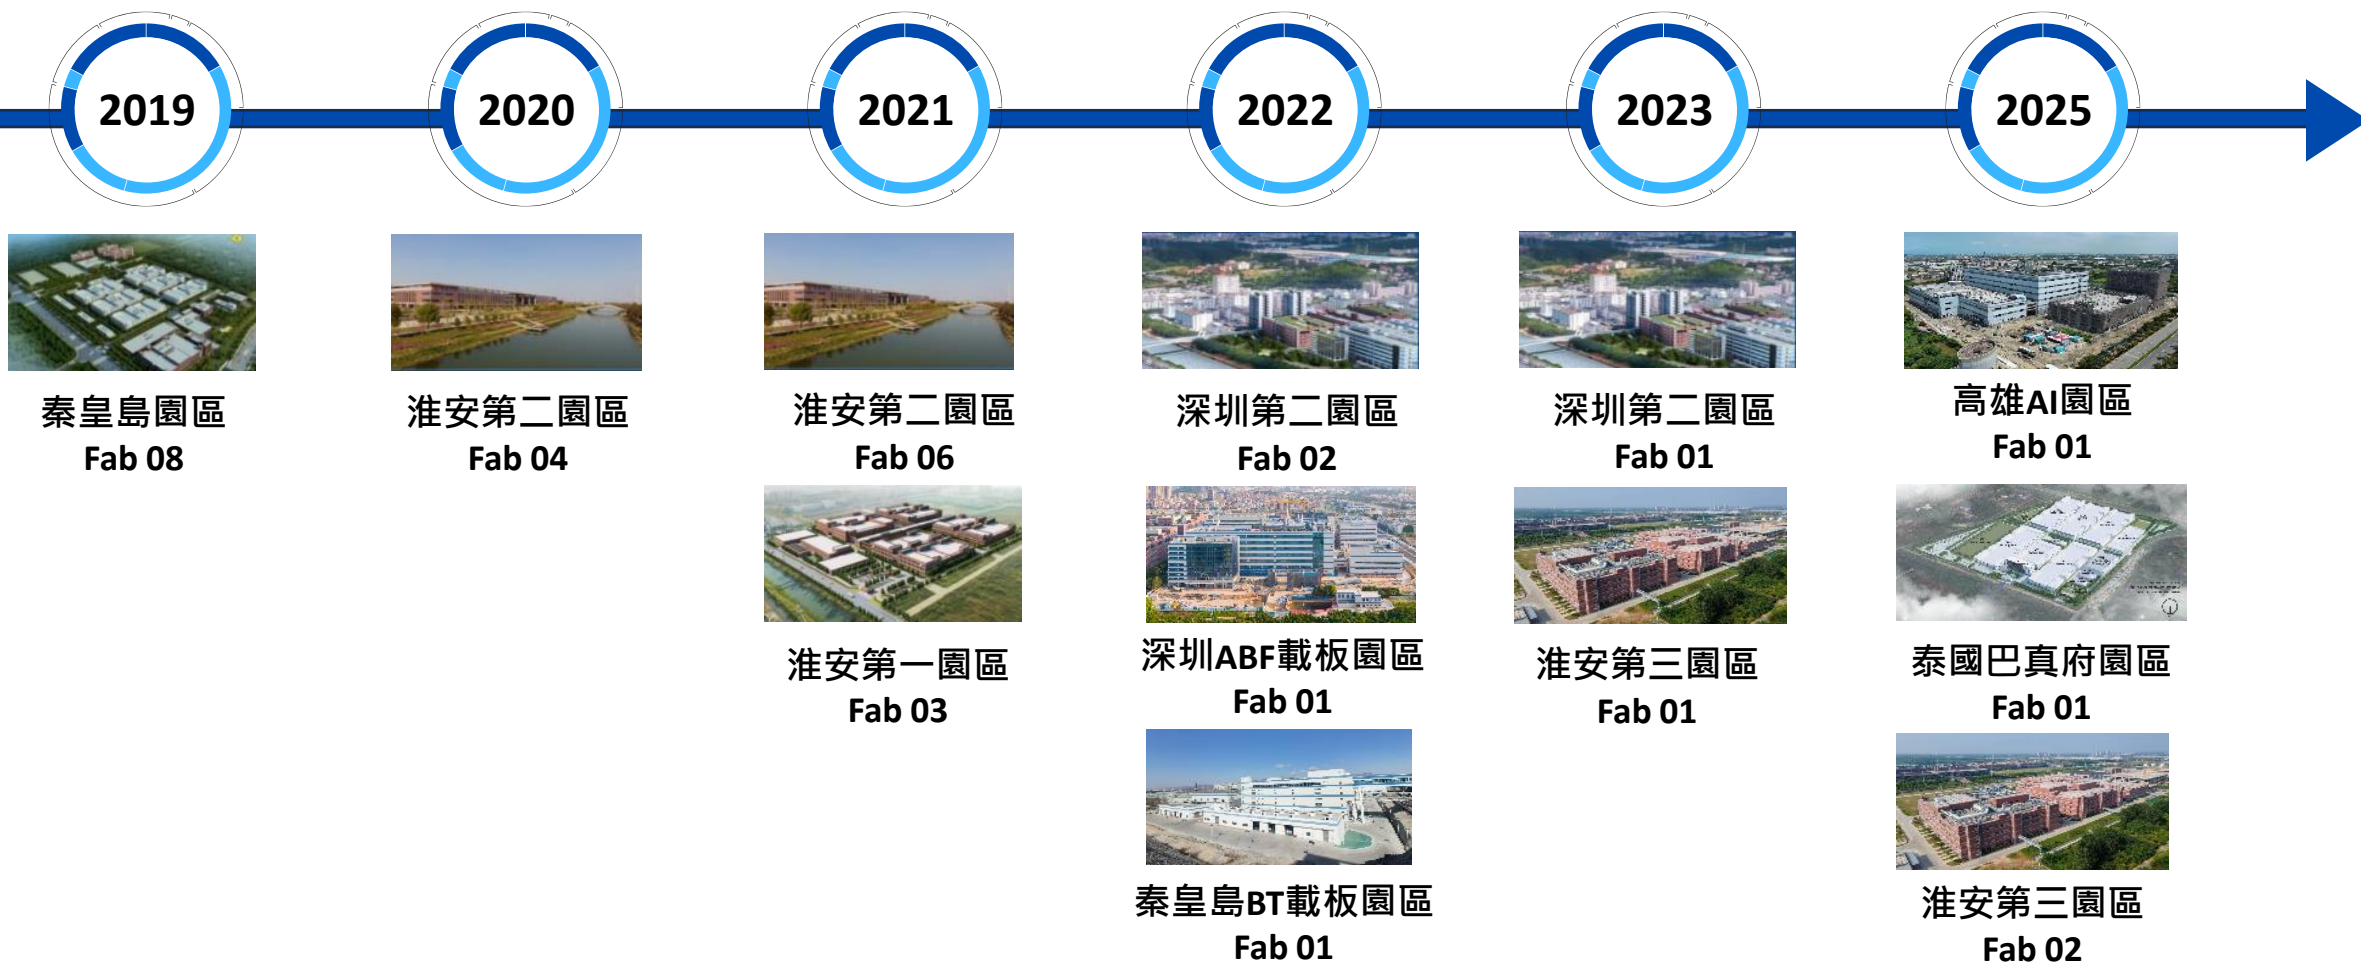 2019
2020
2021
2022
2023
2025
秦皇島園區
Fab 08
淮安第二園區
Fab 04
淮安第二園區
Fab 06
淮安第一園區
Fab 03
深圳第二園區
Fab 02
深圳ABF載板園區
Fab 01
秦皇島BT載板園區
Fab 01
深圳第二園區
Fab 01
淮安第三園區
Fab 01
高雄AI園區
Fab 01
泰國巴真府園區
Fab 01
淮安第三園區
Fab 02